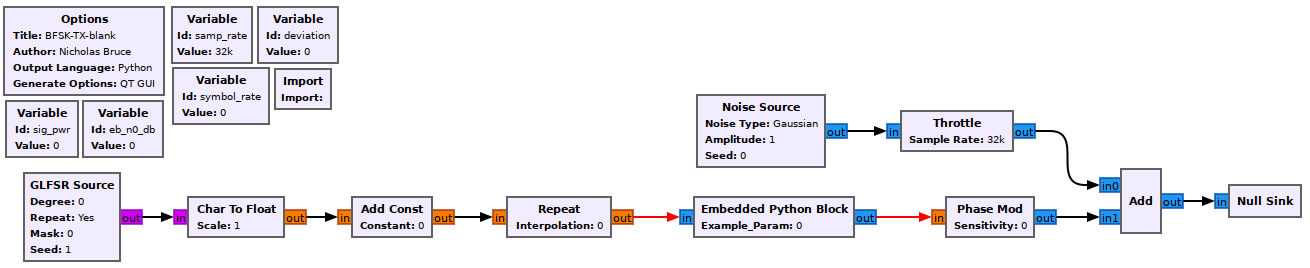 Options
Title: BFSK-TX-blank
Author: Nicholas Bruce
Output Language: Python
Generate Options: QT GUI
Variable
Id: samp_rate
Value: 32k
Variable
Id: deviation
Value: 0
Variable
Id: symbol_rate
Value: 0
Import
Import:
Variable
Id: sig_pwr
Value: 0
Variable
Id: eb_n0_db
Value: 0
Noise Source
Noise Type: Gaussian
Amplitude: 1
Seed: 0
out
in
Throttle
Sample Rate: 32k
out
GLFSR Source
Degree: 0
Repeat: Yes
Mask: 0
Seed: 1
out
in
Char To Float
Scale: 1
out
in
Add Const
Constant: 0
out
in
Repeat
Interpolation: 0
out
in
Embedded Python Block
Example_Param: 0
out
in
Phase Mod
Sensitivity: 0
out
in0
in1
Add
out
in
Null Sink